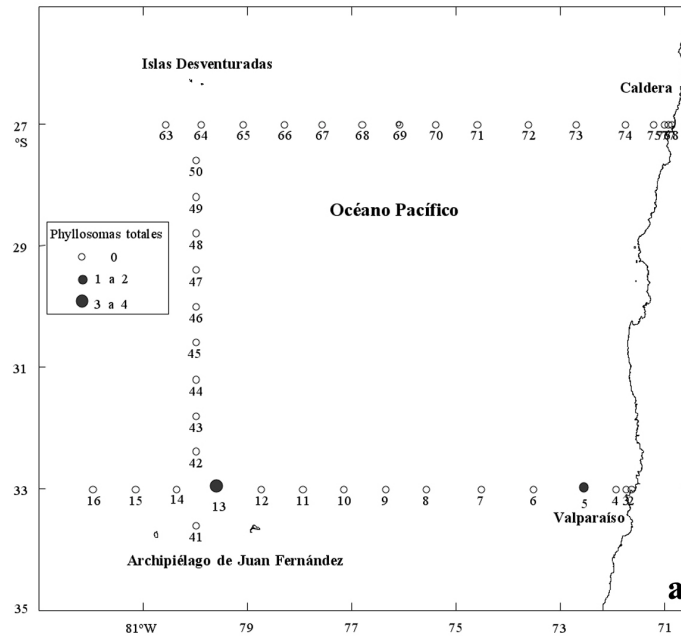 Islas Desventuradas
Caldera
27
°S
63 64 65 66 67 68 69 70 71 72 73 74 75
78
50
49
Océano Pacífico
Phyllosomas totales
0
1 a 2
3 a 4
29
48
47
46
45
31
44
43
42
33
16 15 14 13 12 11 10 9 8 7 6 5 4 3 2
Valparaíso
41
Archipiélago de Juan Fernández
a
35
81°W 79 77 75 73 71